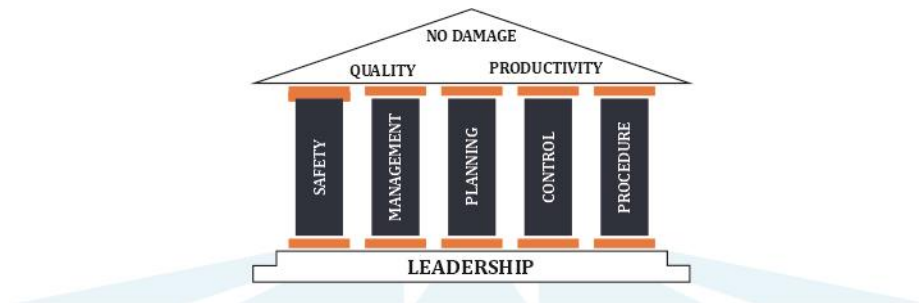 NO DAMAGE
QUALITY PRODUCTIVITY
SAFETY
MANAGEMENT
PLANNING
CONTROL
PROCEDURE
LEADERSHIP